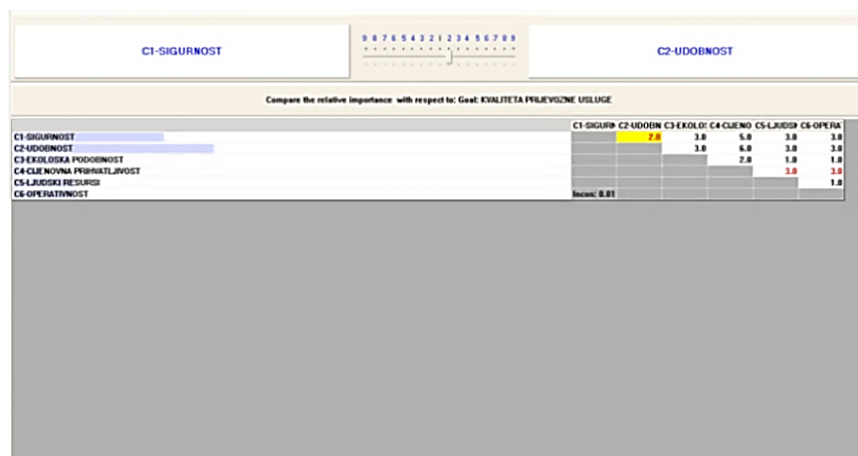 9 8 7 6 5 4 3 2 1 2 3 4 5 6 7 8 9
C1-SIGURNOST C2-UDOBNOST
Compare the relative importance with respect to: Goal: KVALITETA PRIJEVOZNE USLUGE
C1-SIGURN C2-UDOBN C3-EKOLO: C4-CIJENO C5-LJUDSI C6-OPERA
C1-SIGURNOST 2.0 3.0 5.0 3.0 3.0
C2-UDOBNOST 3.0 6.0 3.0 3.0
C3-EKOLOSKA PODOBNOST 2.0 1.0 1.0
C4-CIJENOVNA PRIHVATLJIVOST 3.0 3.0
C5-LJUDSKI RESURSI 1.0
C6-OPERATIVNOST Incon: 0.01